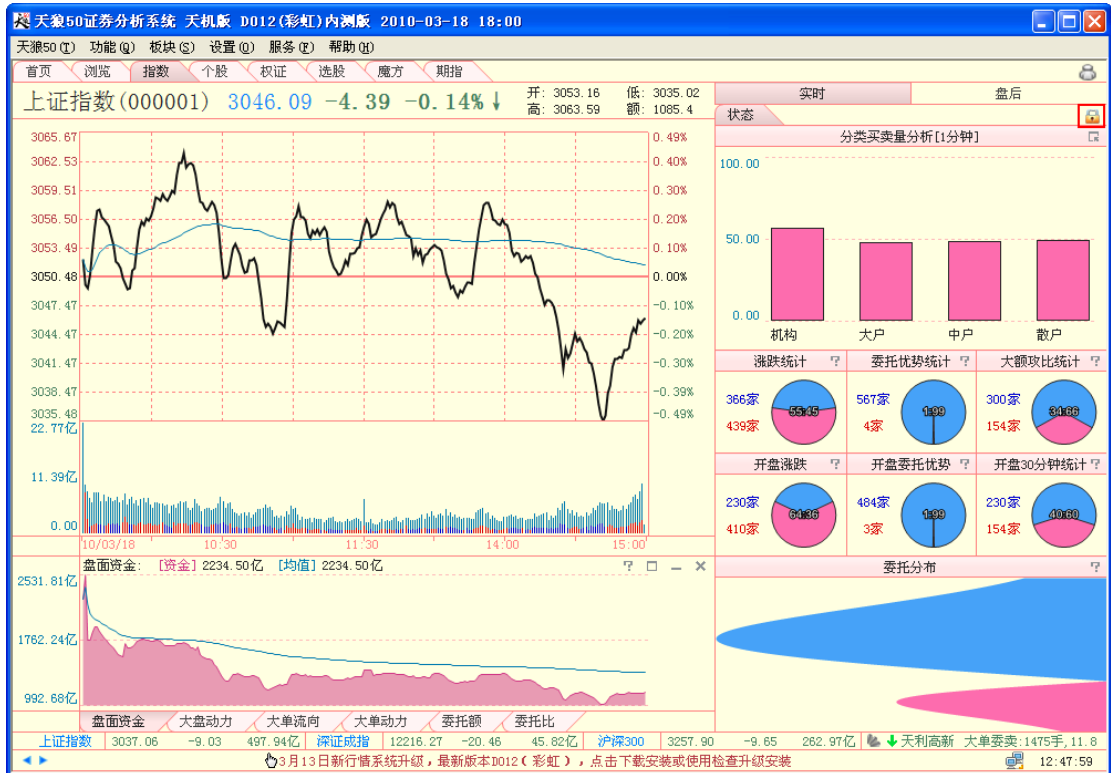 天狼50证券分析系统 天机版 D012(彩虹)内测版 2010-03-18 18:00
天狼50(T) 功能(Q) 板块(S) 设置(O) 服务(F) 帮助(H)
首页 浏览 指数 个股 权证 选股 魔方 期指
上证指数(000001) 3046.09 -4.39 -0.14%↓ 开: 3053.16 低: 3035.02
高: 3063.59 额: 1085.4
实时 盘后
状态
分类买卖量分析[1分钟]
3065.67 0.49%
3062.53 0.40%
3059.51 0.30%
3056.50 0.20%
3053.49 0.10%
3050.48 0.00%
3047.47 -0.10%
3044.47 -0.20%
3041.47 -0.30%
3038.47 -0.39%
3035.48 -0.49%
100.00
50.00
0.00
机构 大户 中户 散户
涨跌统计 ? 委托优势统计 ? 大额攻比统计 ?
366家 55:45 567家 1:99 300家 34:66
439家 4家 154家
开盘涨跌 ? 开盘委托优势 ? 开盘30分钟统计 ?
230家 64:36 484家 1:99 230家 40:60
410家 3家 154家
22.77亿
11.39亿
0.00
10/03/18 10:30 11:30 14:00 15:00
盘面资金: [资金] 2234.50亿 [均值] 2234.50亿 ?
2531.81亿
1762.24亿
992.68亿
委托分布 ?
盘面资金 大盘动力 大单流向 大单动力 委托额 委托比
上证指数 3037.06 -9.03 497.94亿 深证成指 12216.27 -20.46 45.82亿 沪深300 3257.90 -9.65 262.97亿 天利高新 大单委卖:1475手,11.8
3月13日新行情系统升级，最新版本D012(彩虹)，点击下载安装或使用检查升级安装 12:47:59